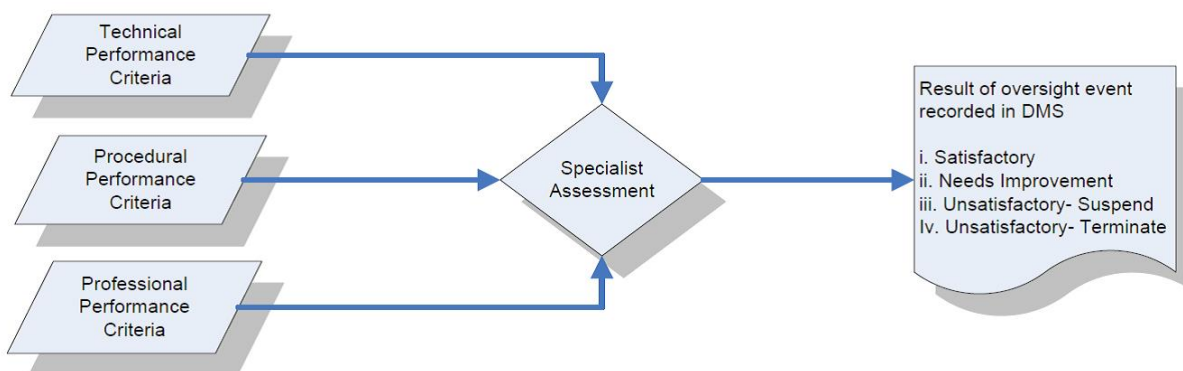 Technical
Performance
Criteria
Procedural
Performance
Criteria
Professional
Performance
Criteria
Specialist
Assessment
Result of oversight event
recorded in DMS
i. Satisfactory
ii. Needs Improvement
iii. Unsatisfactory- Suspend
Iv. Unsatisfactory- Terminate